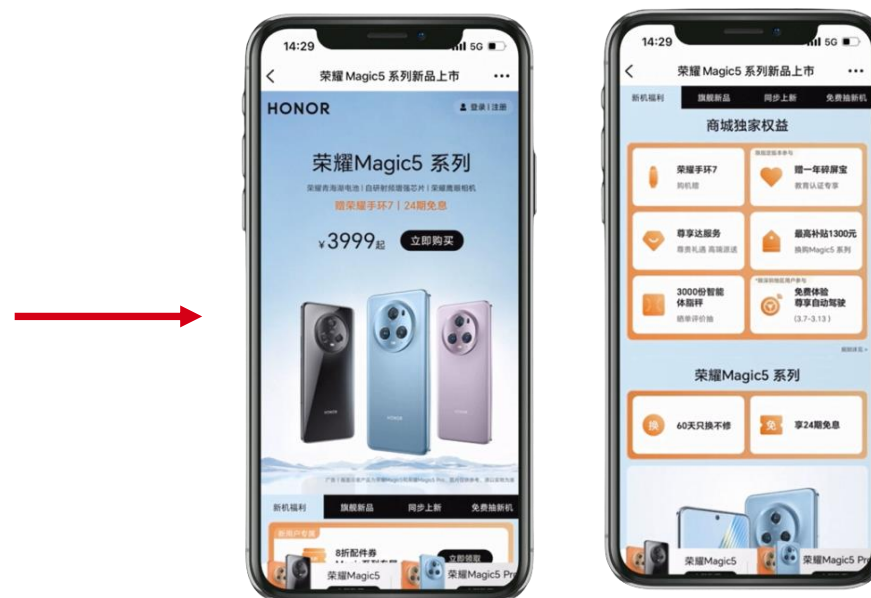 14:29
5G
荣耀 Magic5 系列新品上市
HONOR
登录 | 注册
荣耀Magic5 系列
荣耀青海湖电池 | 自研射频增强芯片 | 荣耀鹰眼相机
赠荣耀手环7 | 24期免息
¥3999起
立即购买
HONOR
HONOR
HONOR
新机福利
旗舰新品
同步上新
免费抽新机
新用户专属
8折配件券
立即领取
荣耀Magic5
荣耀Magic5 Pro
14:29
5G
荣耀 Magic5 系列新品上市
新机福利
旗舰新品
同步上新
免费抽新机
商城独家权益
荣耀手环7
购机赠
限指定版本参与
赠一年碎屏宝
教育认证专享
尊享达服务
尊贵礼遇 高端派送
最高补贴1300元
换购Magic5 系列
3000份智能
体脂秤
晒单评价抽
免费体验
尊享自动驾驶
(3.7-3.13 )
荣耀Magic5 系列
换
60天只换不修
免
享24期免息
荣耀Magic5
荣耀Magic5 Pr